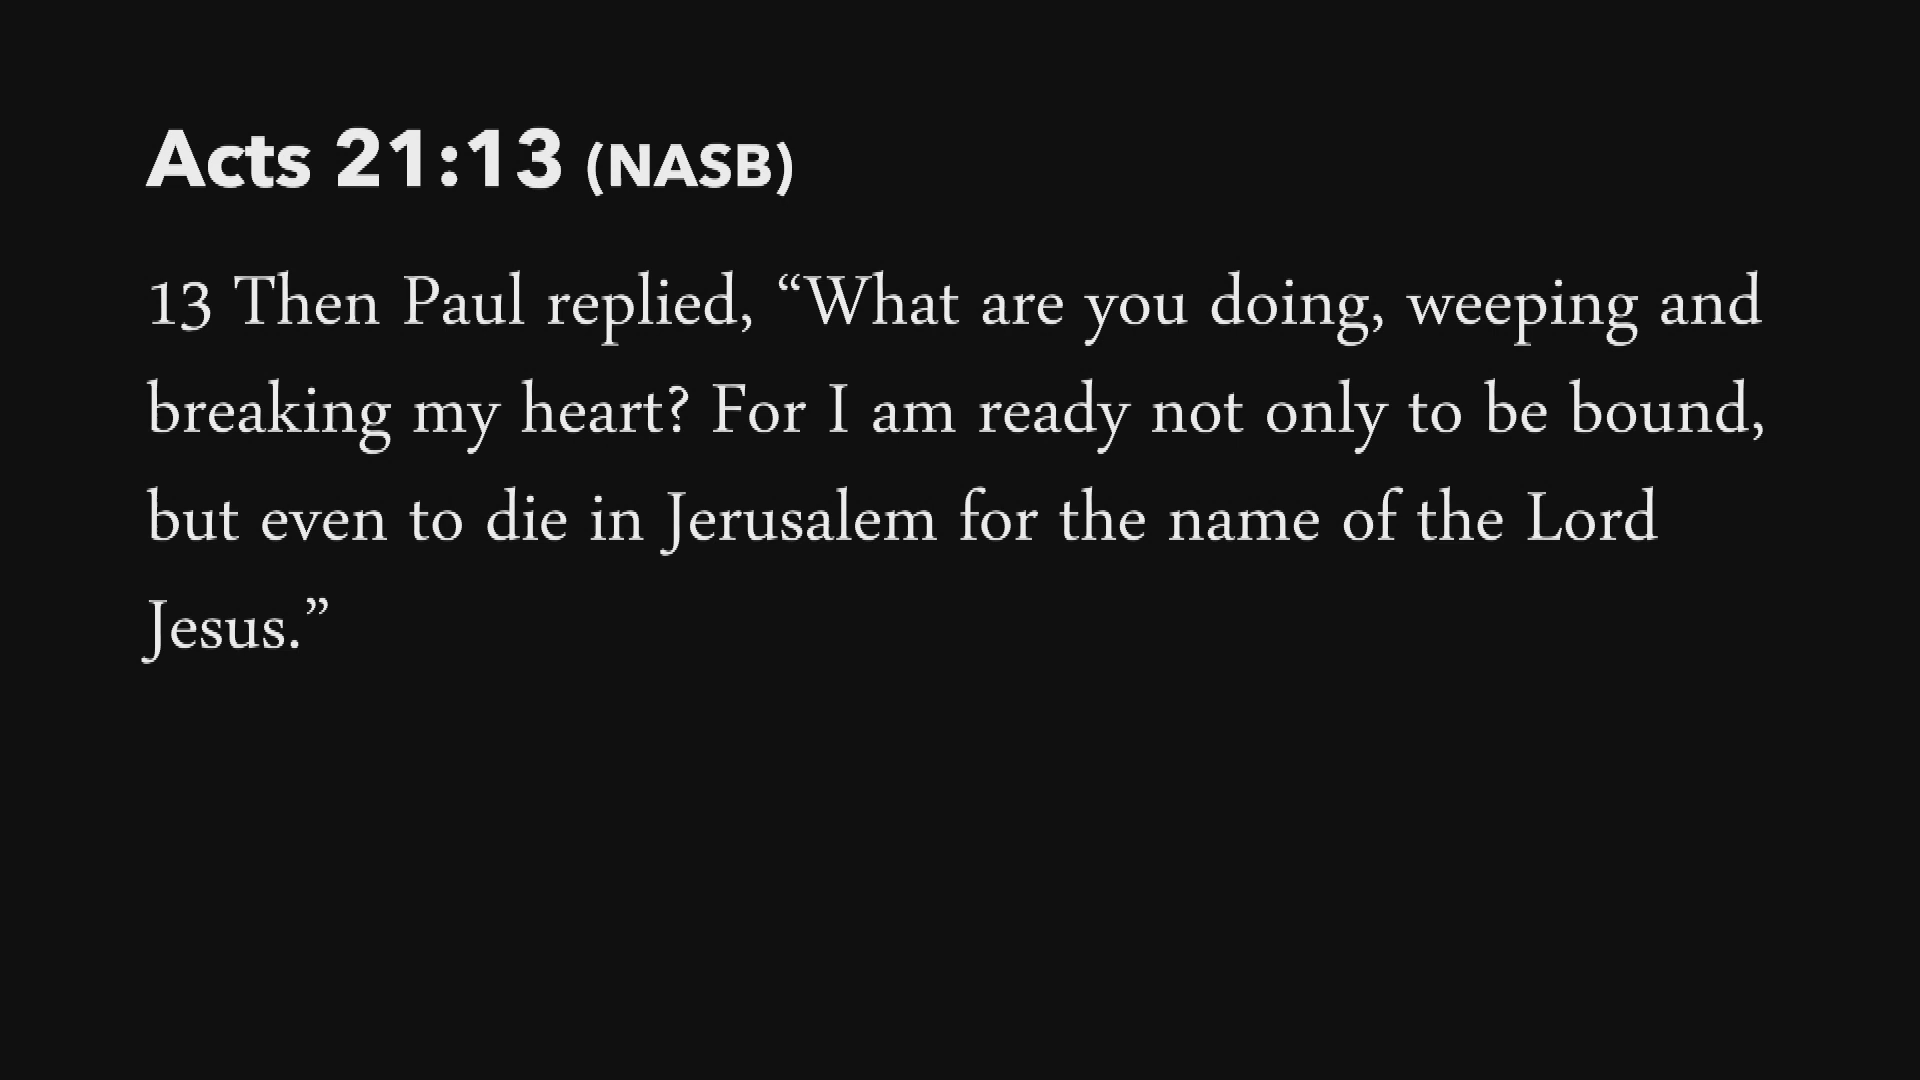 Acts 21:13 (NASB)
13 Then Paul replied, “What are you doing, weeping and
breaking my heart? For I am ready not only to be bound,
but even to die in Jerusalem for the name of the Lord
Jesus.”